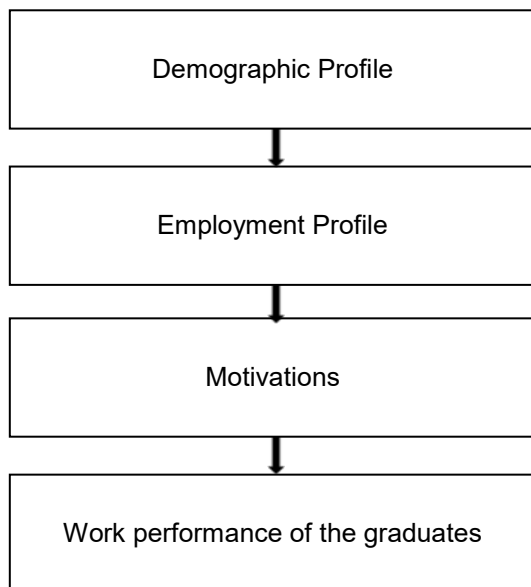 Demographic Profile
Employment Profile
Motivations
Work performance of the graduates